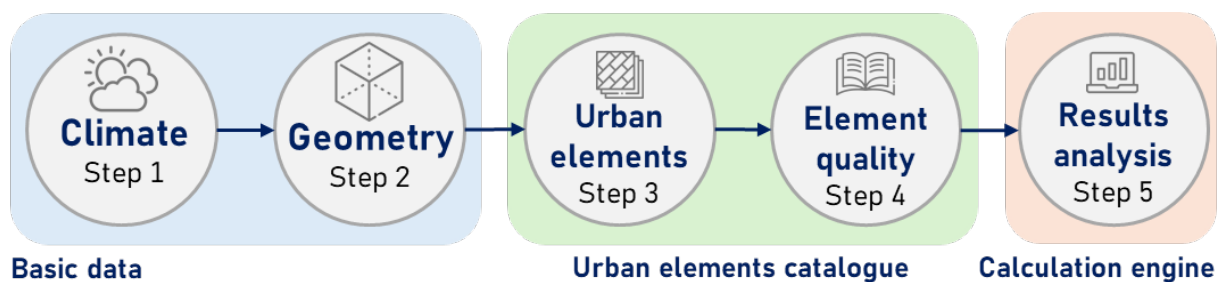 Climate
Step 1
Geometry
Step 2
Urban
elements
Step 3
Element
quality
Step 4
Results
analysis
Step 5
Basic data
Urban elements catalogue
Calculation engine